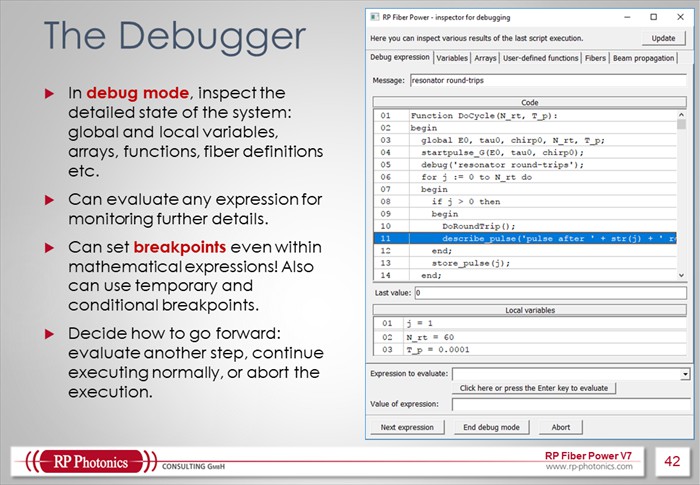 The Debugger
In debug mode, inspect the
detailed state of the system:
global and local variables,
arrays, functions, fiber definitions
etc.
Can evaluate any expression for
monitoring further details.
Can set breakpoints even within
mathematical expressions! Also
can use temporary and
conditional breakpoints.
Decide how to go forward:
evaluate another step, continue
executing normally, or abort the
execution.
RP Fiber Power - inspector for debugging
Here you can inspect various results of the last script execution.
Update
Debug expression Variables Arrays User-defined functions Fibers Beam propagation
Message: resonator round-trips
Code
01 Function DoCycle(N_rt, T_p):
02 begin
03 global E0, tau0, chirp0, N_rt, T_p;
04 startpulse_G(E0, tau0, chirp0);
05 debug('resonator round-trips');
06 for j := 0 to N_rt do
07 begin
08 if j > 0 then
09 begin
10 DoRoundTrip();
11 describe_pulse('pulse after ' + str(j) + ' r
12 end;
13 store_pulse(j);
14 end;
Last value: 0
Local variables
01 j = 1
02 N_rt = 60
03 T_p = 0.0001
Expression to evaluate:
Click here or press the Enter key to evaluate
Value of expression:
Next expression End debug mode Abort
RP Photonics CONSULTING GmbH
RP Fiber Power V7
www.rp-photonics.com
42